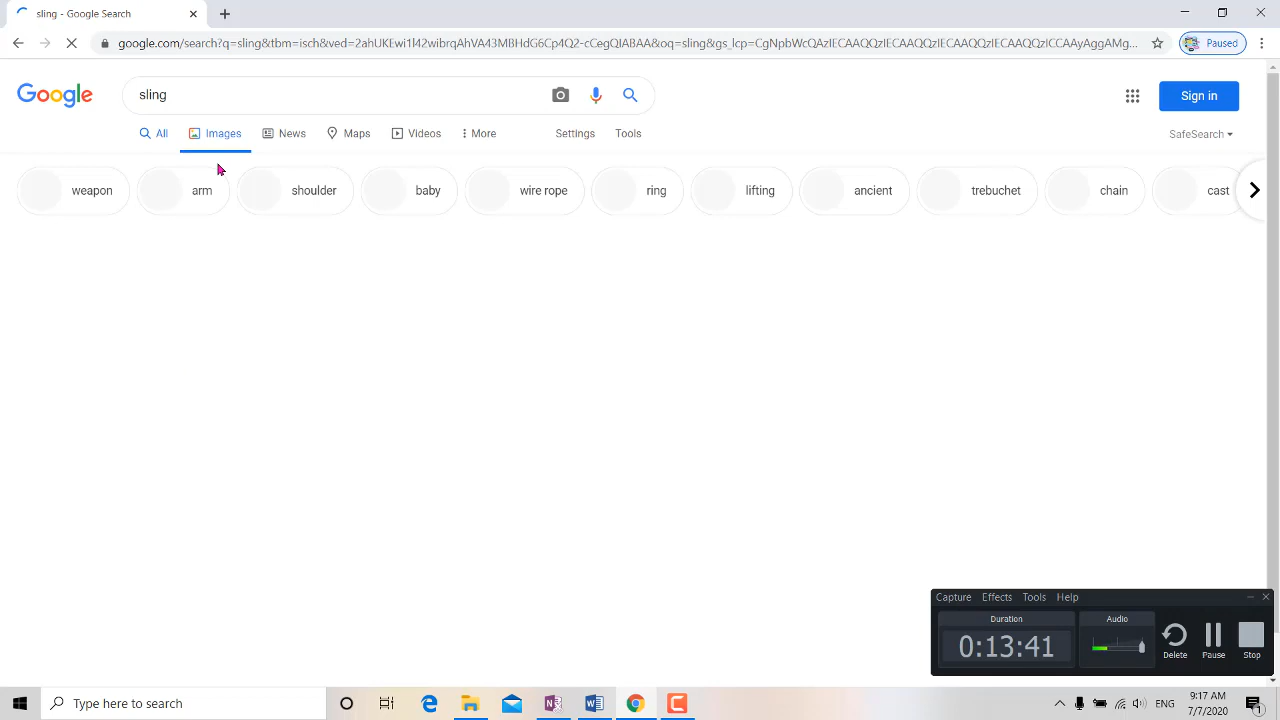 sling - Google Search
google.com/search?q=sling&tbm=isch&ved=2ahUKEwi1l42wibrqAhVA43MBHdG6Cp4Q2-cCegQIABAA&oq=sling&gs_lcp=CgNpbWcQAzIECAAQQzIECAAQQzIECAAQQzIECAAQQzICCAAyAggAMg...
Paused
Google
sling
Sign in
All Images News Maps Videos More Settings Tools SafeSearch
weapon arm shoulder baby wire rope ring lifting ancient trebuchet chain cast
Capture Effects Tools Help
Duration Audio
0:13:41
Delete Pause Stop
Type here to search
ENG
9:17 AM
7/7/2020
1